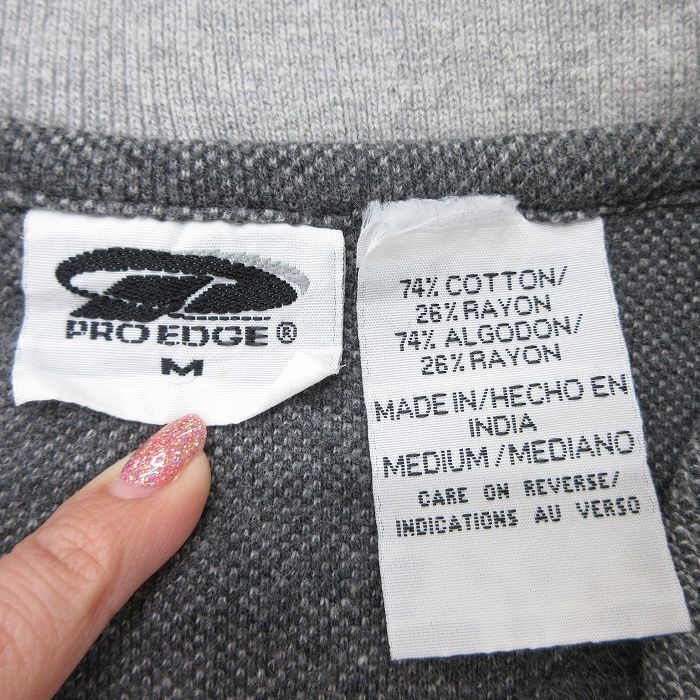 PRO EDGE®
M
74% COTTON/
26% RAYON
74% ALGODON/
26% RAYON
MADE IN/HECHO EN
INDIA
MEDIUM/MEDIANO
CARE ON REVERSE/
INDICATIONS AU VERSO